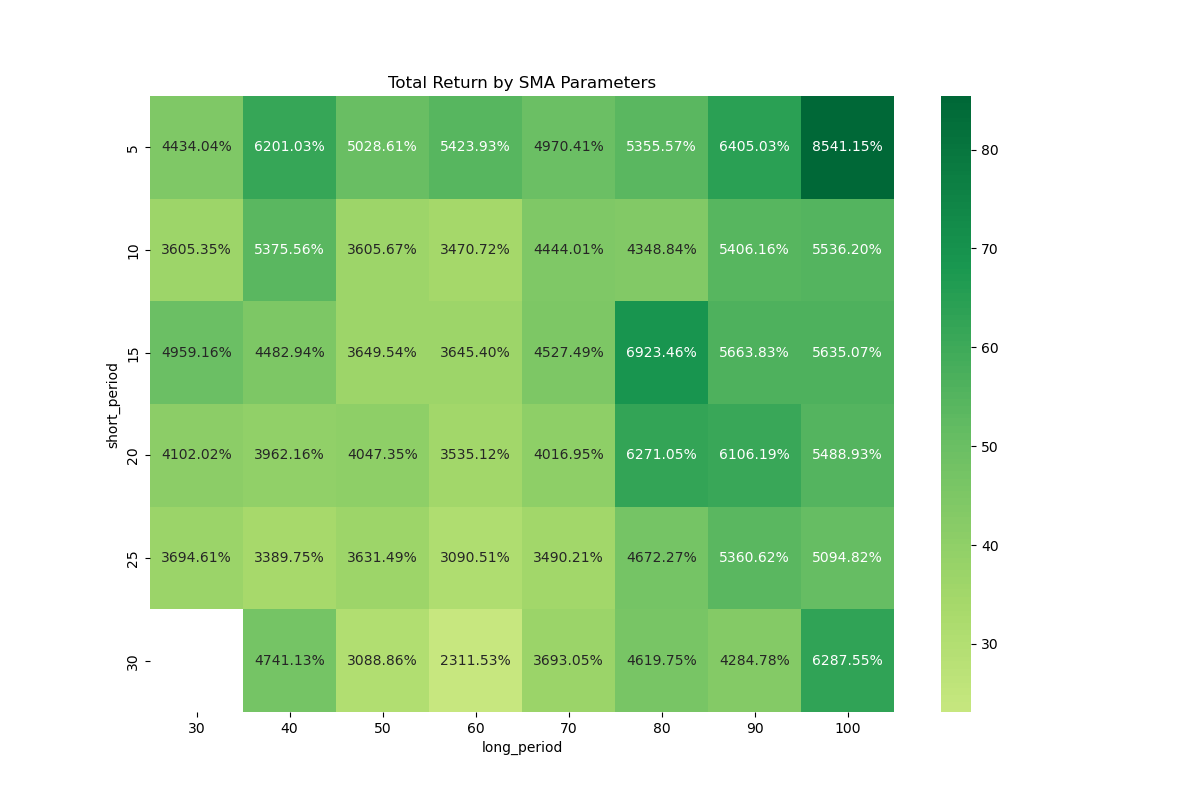 Total Return by SMA Parameters
5 4434.04% 6201.03% 5028.61% 5423.93% 4970.41% 5355.57% 6405.03% 8541.15%
10 3605.35% 5375.56% 3605.67% 3470.72% 4444.01% 4348.84% 5406.16% 5536.20%
15 4959.16% 4482.94% 3649.54% 3645.40% 4527.49% 6923.46% 5663.83% 5635.07%
20 4102.02% 3962.16% 4047.35% 3535.12% 4016.95% 6271.05% 6106.19% 5488.93%
25 3694.61% 3389.75% 3631.49% 3090.51% 3490.21% 4672.27% 5360.62% 5094.82%
30 4741.13% 3088.86% 2311.53% 3693.05% 4619.75% 4284.78% 6287.55%
short_period
30 40 50 60 70 80 90 100
long_period
80
70
60
50
40
30